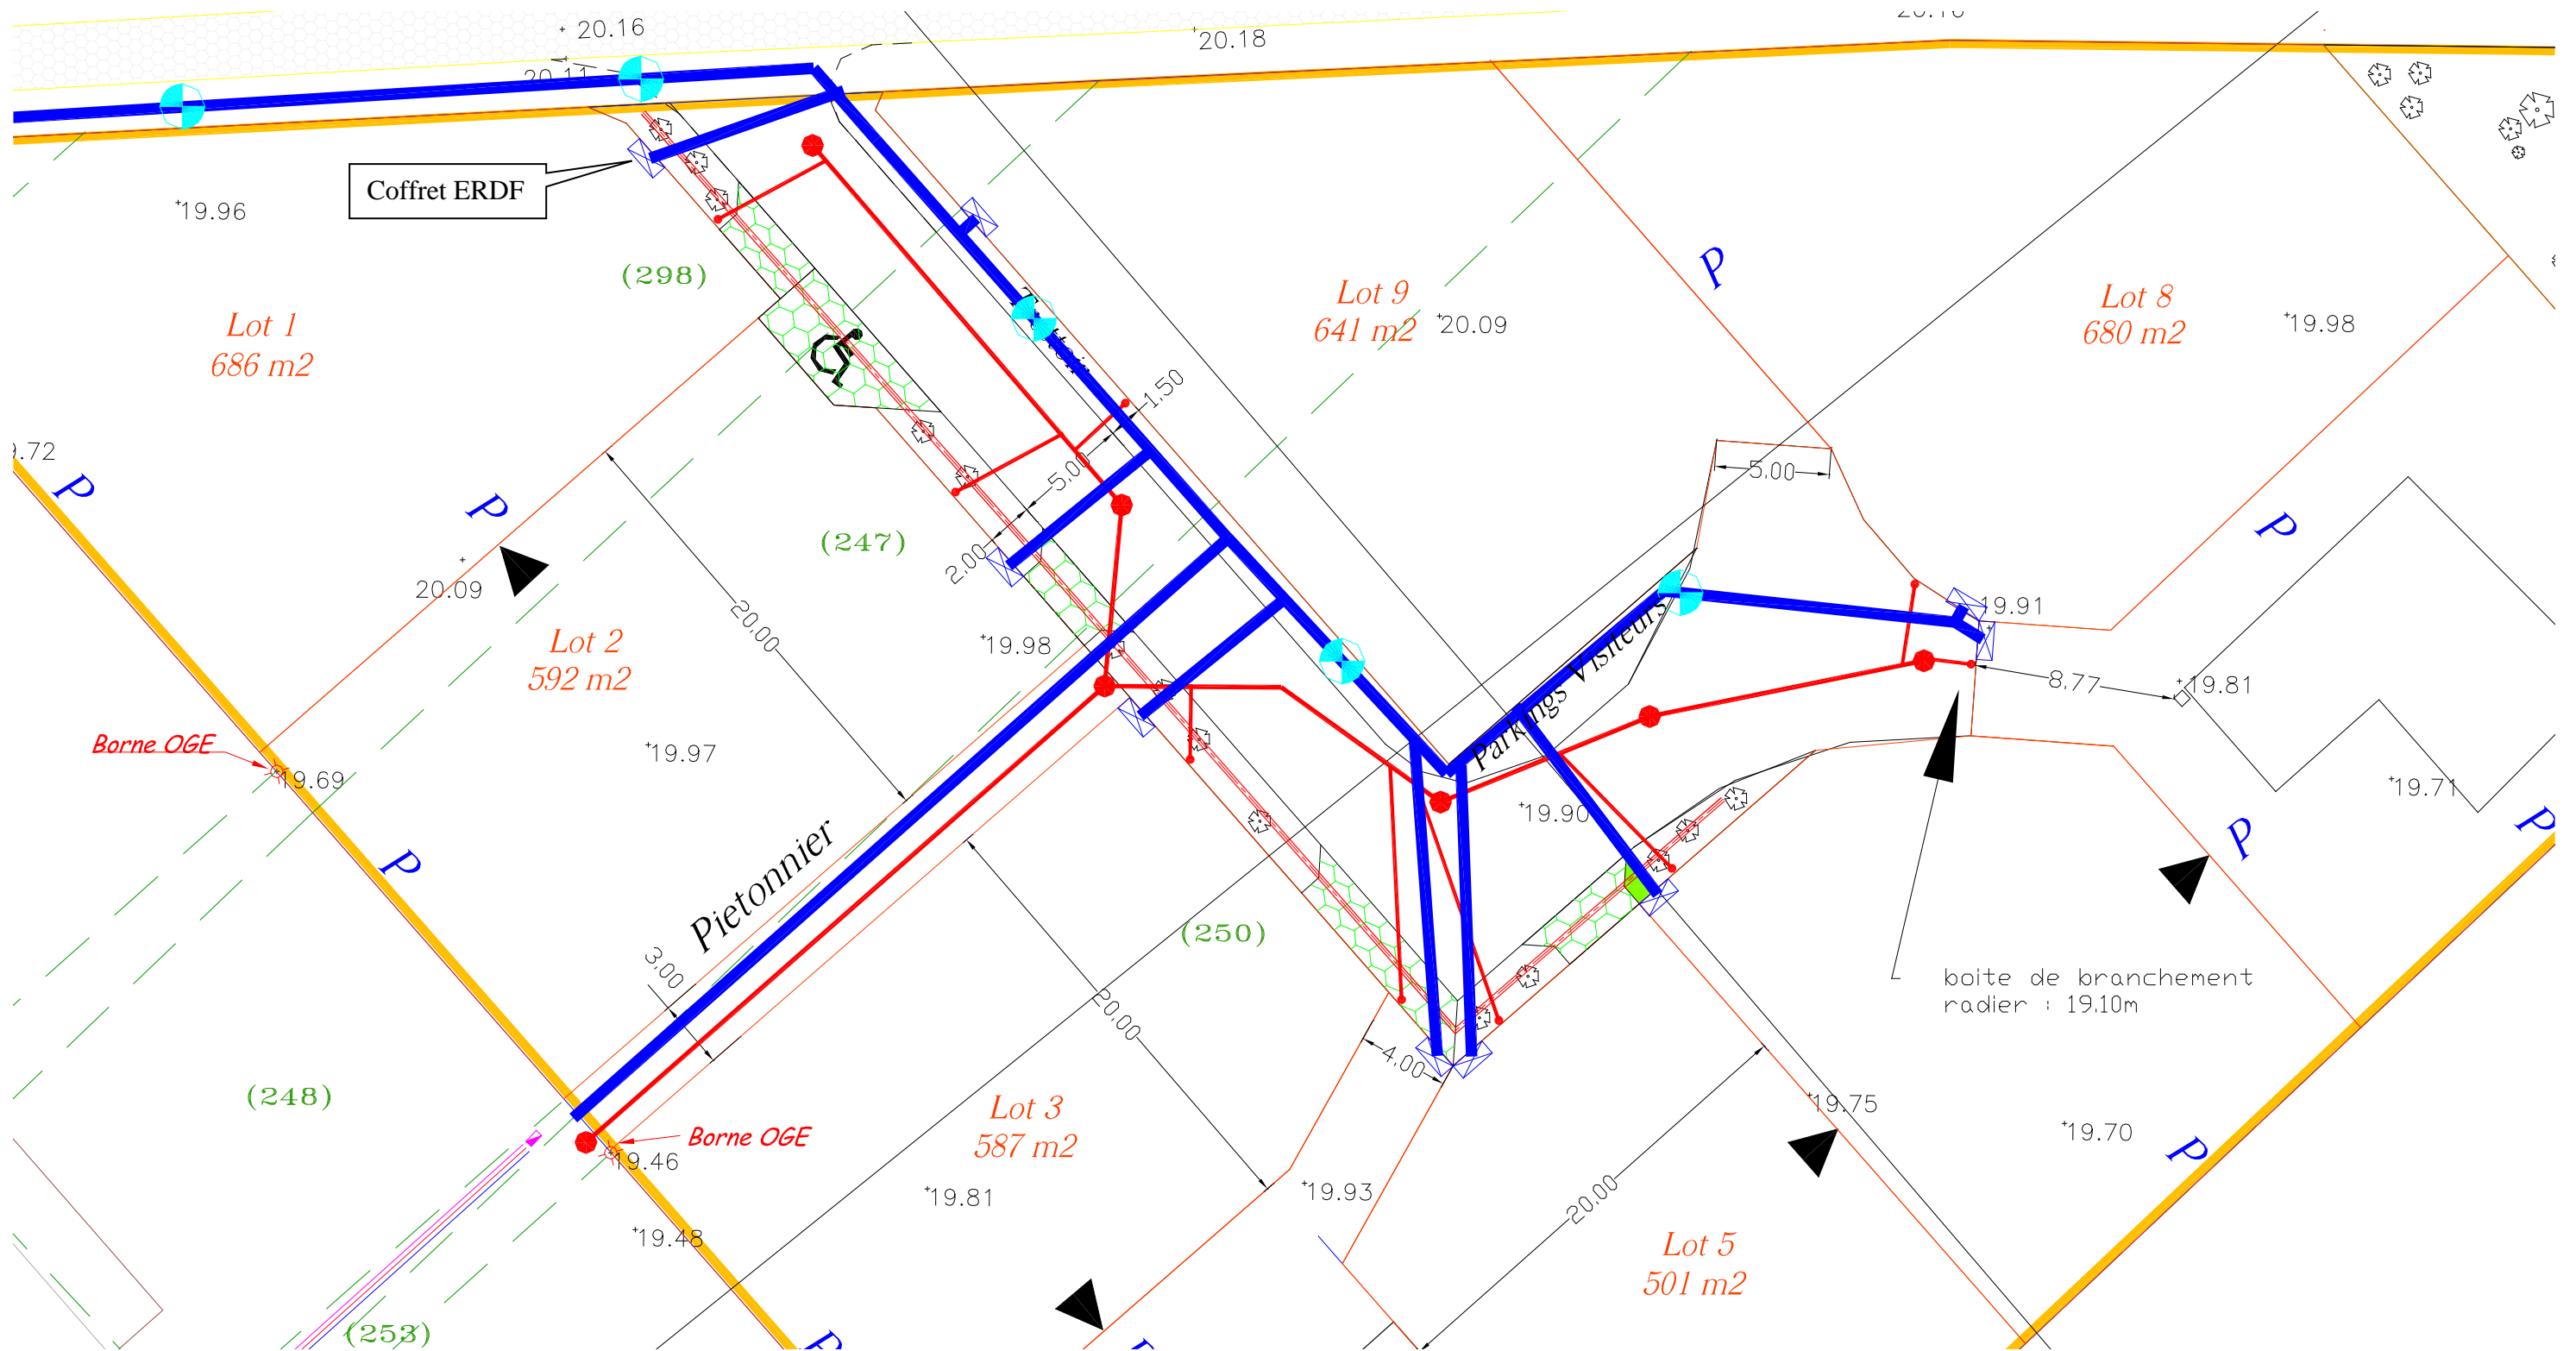 20.16
20.18
20.11
Coffret ERDF
19.96
(298)
Lot 1
686 m2
Lot 9
641 m2
20.09
P
Lot 8
680 m2
19.98
1,50
5,00
5,00
9.72
P
P
(247)
2,00
20.09
20,00
Lot 2
592 m2
19.98
P
19.91
Parkings Visiteurs
8,77
19.81
Borne OGE
19.69
19.97
19.71
P
P
P
19.90
Pietonnier
3,00
(250)
20,00
boite de branchement
radier : 19.10m
4,00
(248)
Lot 3
587 m2
19.75
19.70
P
Borne OGE
19.46
19.81
19.93
20,00
19.48
Lot 5
501 m2
(253)
P